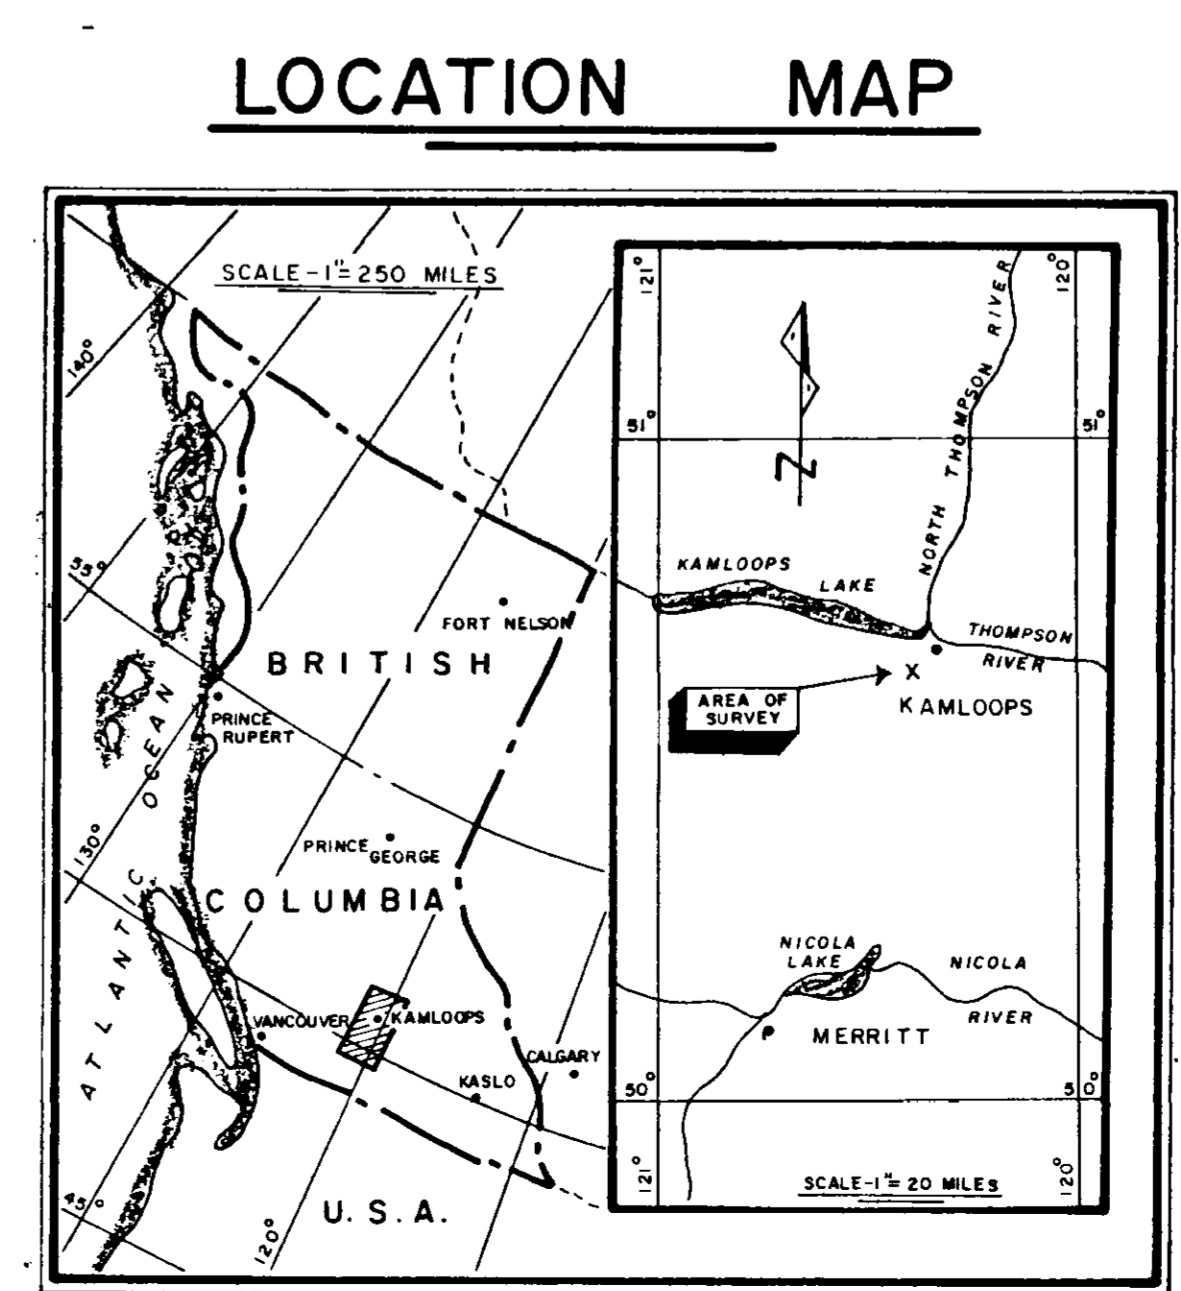 LOCATION MAP
SCALE-1"=250 MILES
140°
55°
FORT NELSON
BRITISH
PRINCE
RUPERT
OCEAN
130°
PRINCE GEORGE
COLUMBIA
ATLANTIC
VANCOUVER
KAMLOOPS
CALGARY
KASLO
45°
U.S.A.
120°
121°
120°
NORTH THOMPSON RIVER
51°
51°
N
KAMLOOPS LAKE
THOMPSON
RIVER
X
AREA OF
SURVEY
KAMLOOPS
NICOLA
LAKE
NICOLA
RIVER
MERRITT
50°
50°
121°
120°
SCALE-1"=20 MILES